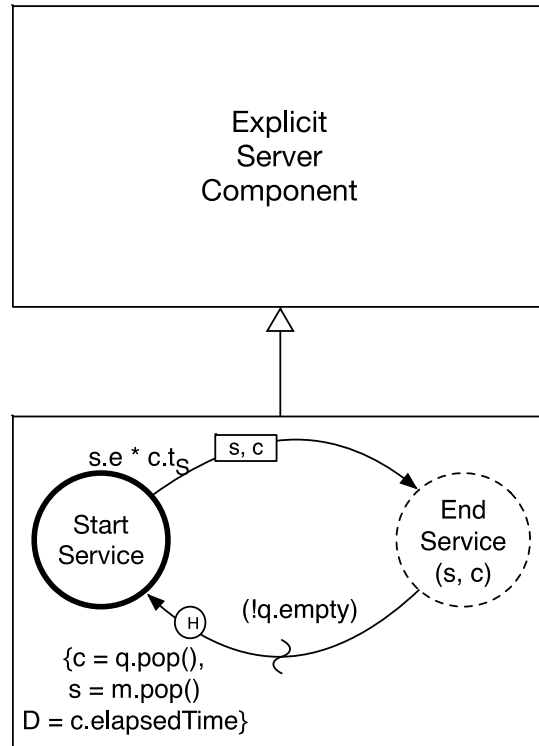 Explicit
Server
Component
s.e * c.tS
s, c
Start
Service
End
Service
(s, c)
(!q.empty)
H
{c = q.pop(),
s = m.pop()
D = c.elapsedTime}